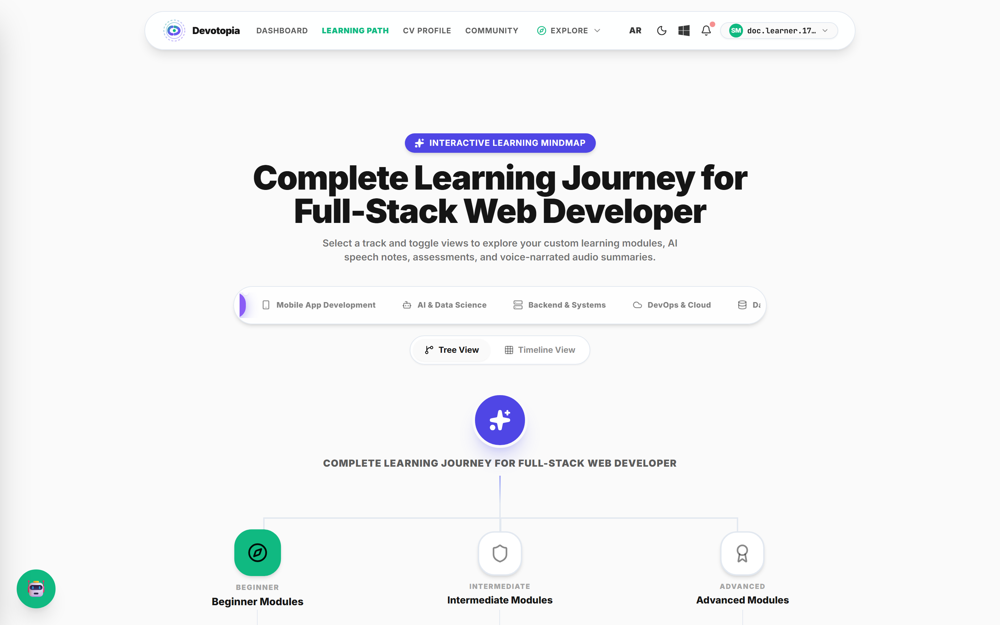 Devotopia
DASHBOARD
LEARNING PATH
CV PROFILE
COMMUNITY
EXPLORE
AR
SM
doc.learner.17…
INTERACTIVE LEARNING MINDMAP
Complete Learning Journey for
Full-Stack Web Developer
Select a track and toggle views to explore your custom learning modules, AI
speech notes, assessments, and voice-narrated audio summaries.
Mobile App Development
AI & Data Science
Backend & Systems
DevOps & Cloud
Tree View
Timeline View
COMPLETE LEARNING JOURNEY FOR FULL-STACK WEB DEVELOPER
BEGINNER
Beginner Modules
INTERMEDIATE
Intermediate Modules
ADVANCED
Advanced Modules